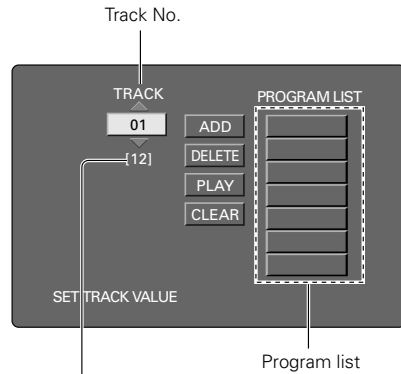 Track No.
TRACK
PROGRAM LIST
01
ADD
[12]
DELETE
PLAY
CLEAR
SET TRACK VALUE
Program list